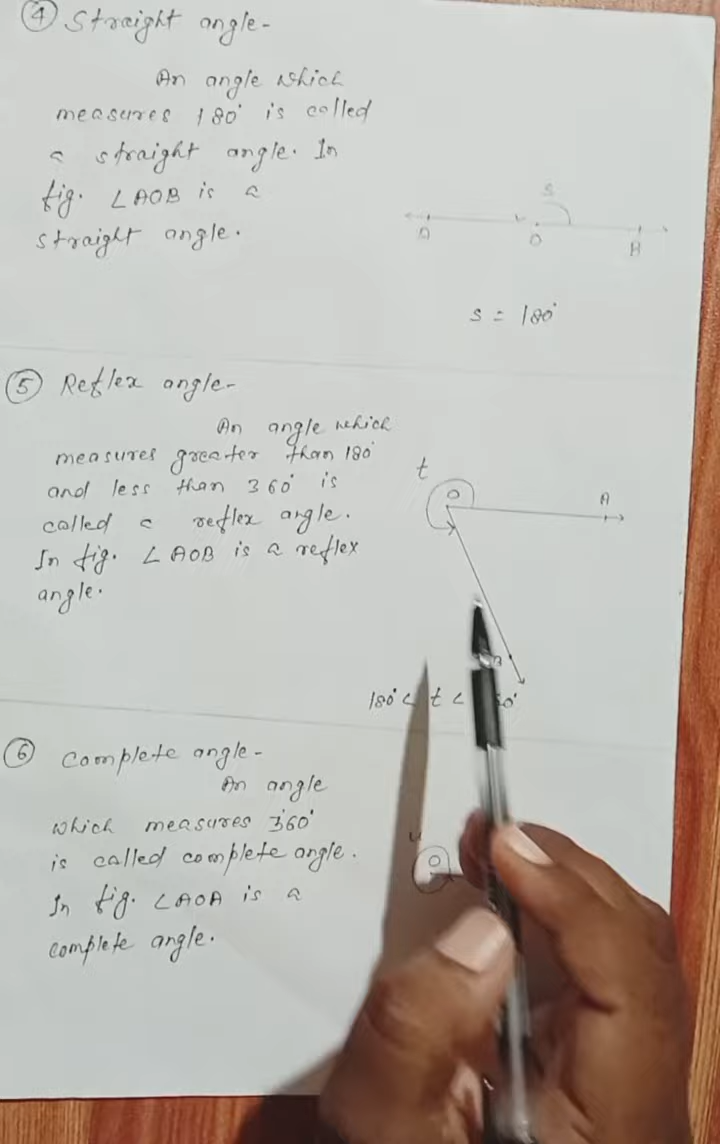 ④ Straight angle-
An angle which
measures 180° is called
a straight angle. In
fig. ∠AOB is a
straight angle.
S
A O B
S = 180°
⑤ Reflex angle-
An angle which
measures greater than 180°
and less than 360° is
called a reflex angle.
In fig. ∠AOB is a reflex
angle.
t
O A
B
180° < t <
⑥ Complete angle-
An angle
which measures 360°
is called complete angle.
In fig. ∠AOA is a
complete angle.
u
O